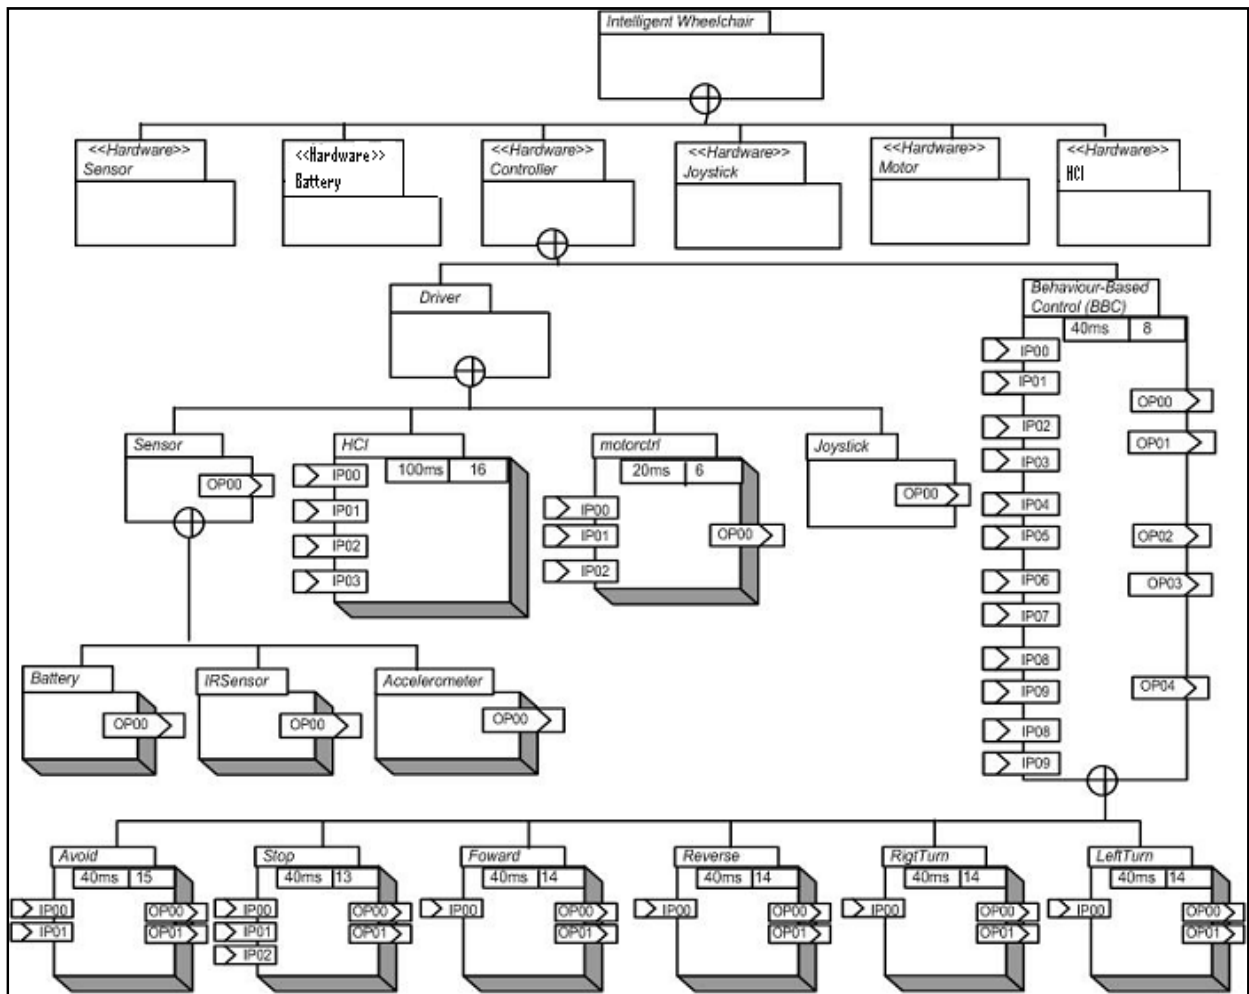 Intelligent Wheelchair
<<Hardware>>
Sensor
<<Hardware>>
Battery
<<Hardware>>
Controller
<<Hardware>>
Joystick
<<Hardware>>
Motor
<<Hardware>>
HCI
Driver
Behaviour-Based
Control (BBC)
40ms 8
IP00
IP01
IP02
IP03
IP04
IP05
IP06
IP07
IP08
IP09
IP08
IP09
OP00
OP01
OP02
OP03
OP04
Sensor
OP00
HCI
100ms 16
IP00
IP01
IP02
IP03
motorctrl
20ms 6
IP00
IP01
IP02
OP00
Joystick
OP00
Battery
OP00
IRSensor
OP00
Accelerometer
OP00
Avoid
40ms 15
IP00
IP01
OP00
OP01
Stop
40ms 13
IP00
IP01
IP02
OP00
OP01
Foward
40ms 14
IP00
OP00
OP01
Reverse
40ms 14
IP00
OP00
OP01
RigtTurn
40ms 14
IP00
OP00
OP01
LeftTurn
40ms 14
IP00
OP00
OP01